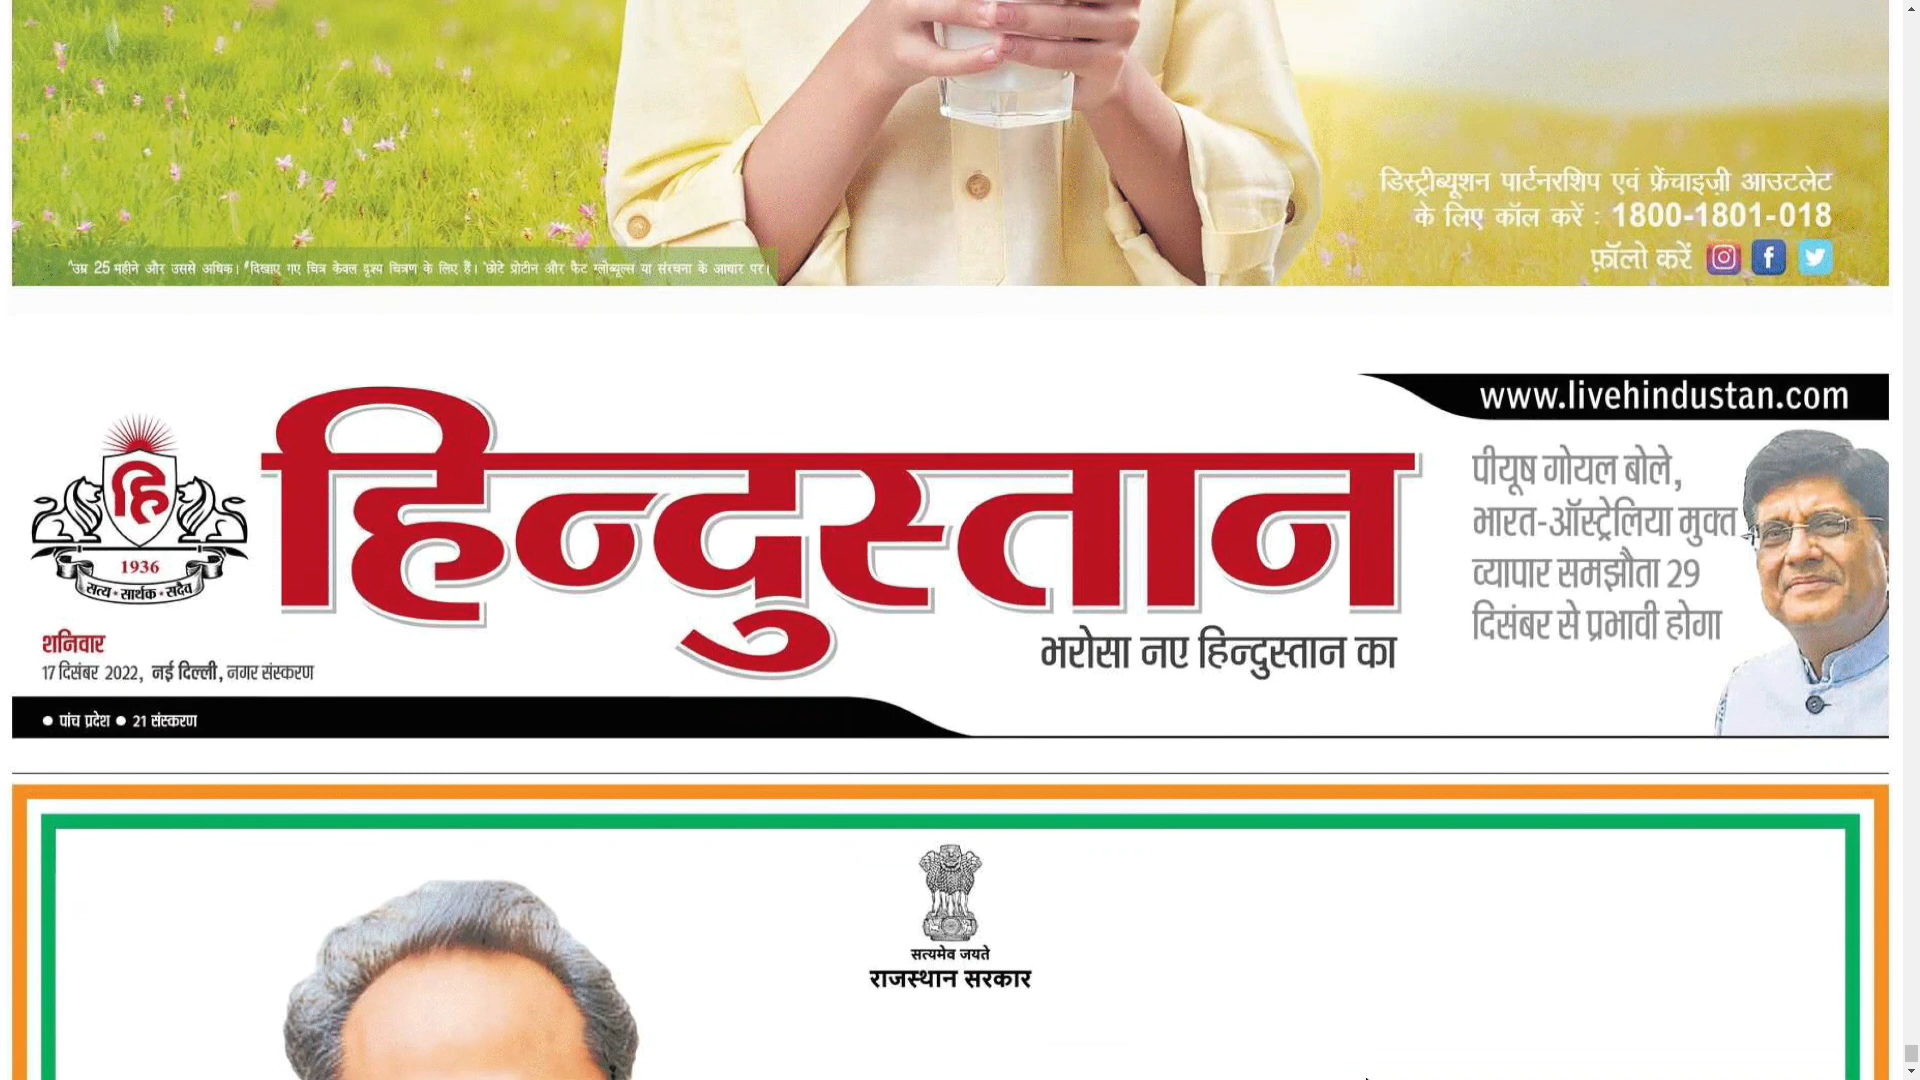 डिस्ट्रीब्यूशन पार्टनरशिप एवं फ्रेंचाइज़ी आउटलेट
के लिए कॉल करें : 1800-1801-018
फ़ॉलो करें
^उम्र 25 महीने और उससे अधिक। #दिखाए गए चित्र केवल दृश्य चित्रण के लिए हैं। *छोटे प्रोटीन और फैट ग्लोब्यूल्स या संरचना के आधार पर।
www.livehindustan.com
हि
1936
सत्य • सार्थक • सदैव
हिन्दुस्तान
भरोसा नए हिन्दुस्तान का
पीयूष गोयल बोले,
भारत-ऑस्ट्रेलिया मुक्त
व्यापार समझौता 29
दिसंबर से प्रभावी होगा
शनिवार
17 दिसंबर 2022, नई दिल्ली, नगर संस्करण
● पांच प्रदेश ● 21 संस्करण
सत्यमेव जयते
राजस्थान सरकार